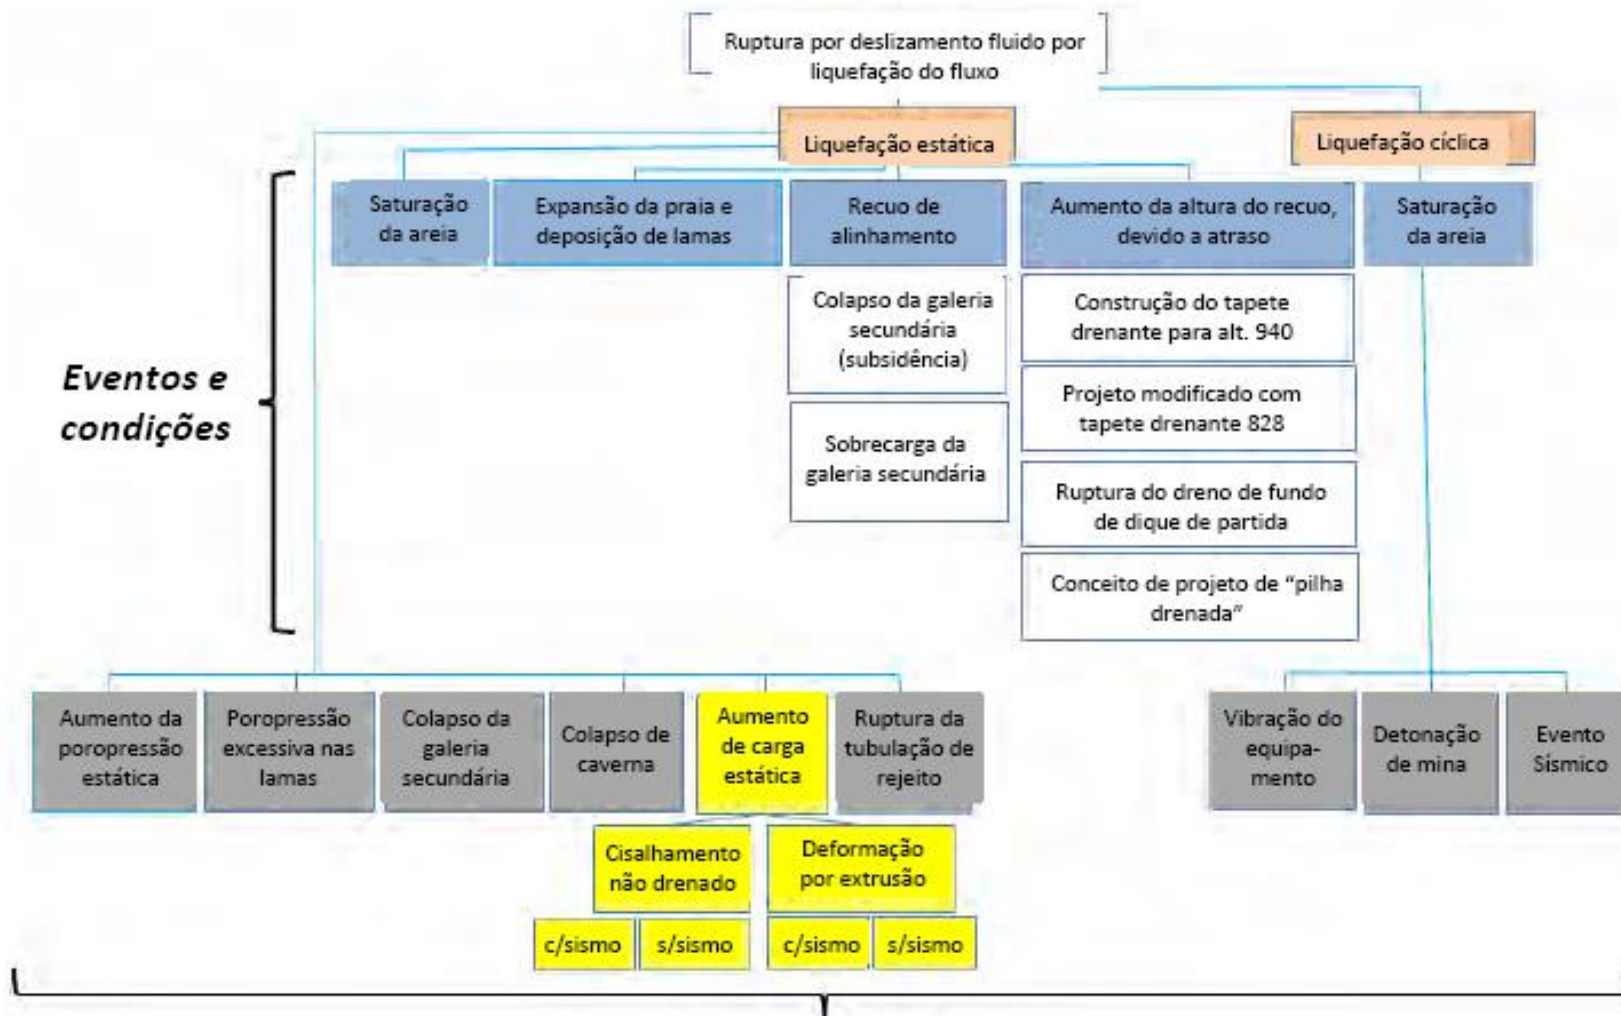 Ruptura por deslizamento fluido por
liquefação do fluxo
Liquefação estática
Liquefação cíclica
Saturação
da areia
Expansão da praia e
deposição de lamas
Recuo de
alinhamento
Aumento da altura do recuo,
devido a atraso
Saturação
da areia
Eventos e
condições
Colapso da galeria
secundária
(subsidência)
Sobrecarga da
galeria secundária
Construção do tapete
drenante para alt. 940
Projeto modificado com
tapete drenante 828
Ruptura do dreno de fundo
de dique de partida
Conceito de projeto de “pilha
drenada”
Aumento da
poropressão
estática
Poropressão
excessiva nas
lamas
Colapso da
galeria
secundária
Colapso de
caverna
Aumento
de carga
estática
Ruptura da
tubulação de
rejeito
Vibração do
equipa-
mento
Detonação
de mina
Evento
Sísmico
Cisalhamento
não drenado
Deformação
por extrusão
c/sismo
s/sismo
c/sismo
s/sismo